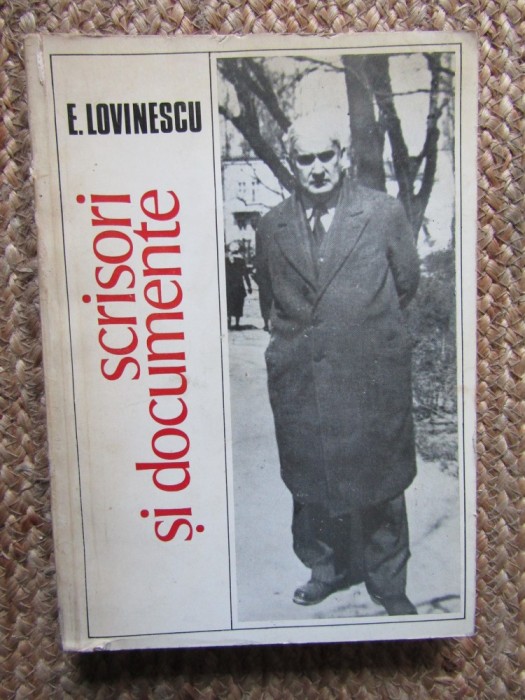 E. LOVINESCU
scrisori
și documente